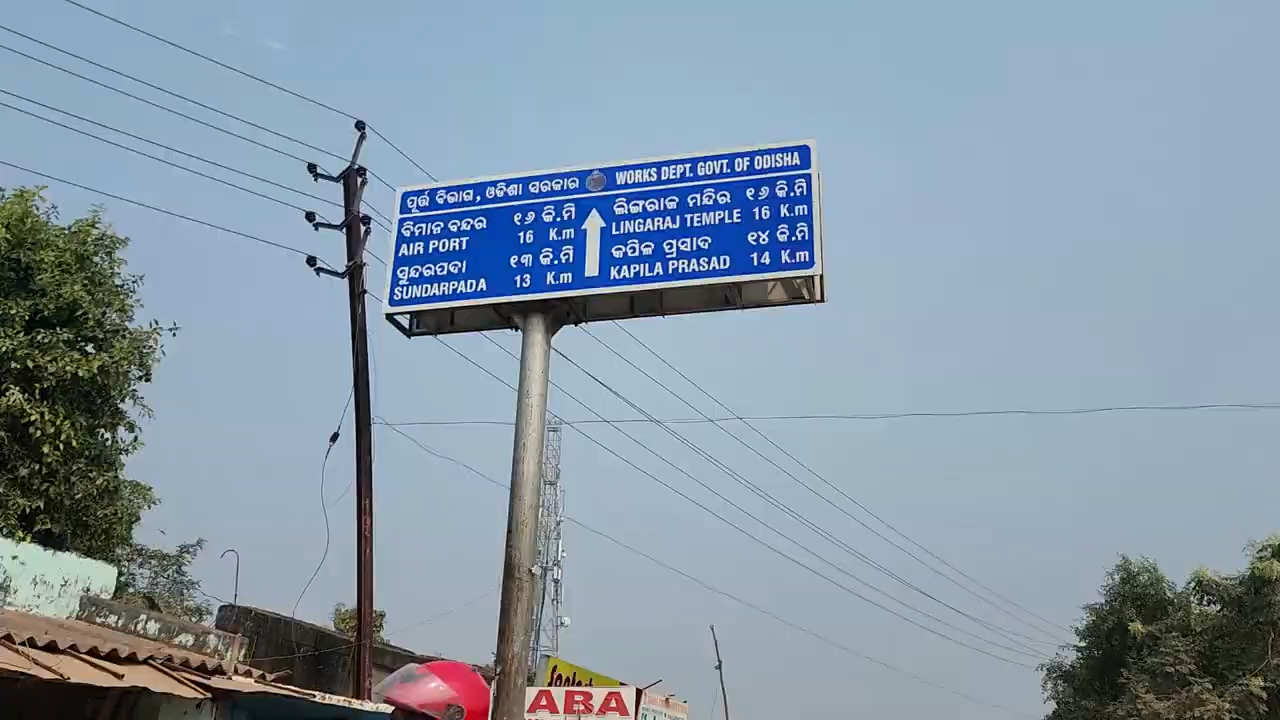 ପୂର୍ତ୍ତ ବିଭାଗ, ଓଡିଶା ସରକାର WORKS DEPT. GOVT. OF ODISHA
ବିମାନ ବନ୍ଦର ୧୬ କି.ମି
AIR PORT 16 K.m
ସୁନ୍ଦରପଦା ୧୩ କି.ମି
SUNDARPADA 13 K.m
ଲିଙ୍ଗରାଜ ମନ୍ଦିର ୧୬ କି.ମି
LINGARAJ TEMPLE 16 K.m
କପିଳ ପ୍ରସାଦ ୧୪ କି.ମି
KAPILA PRASAD 14 K.m
ABA